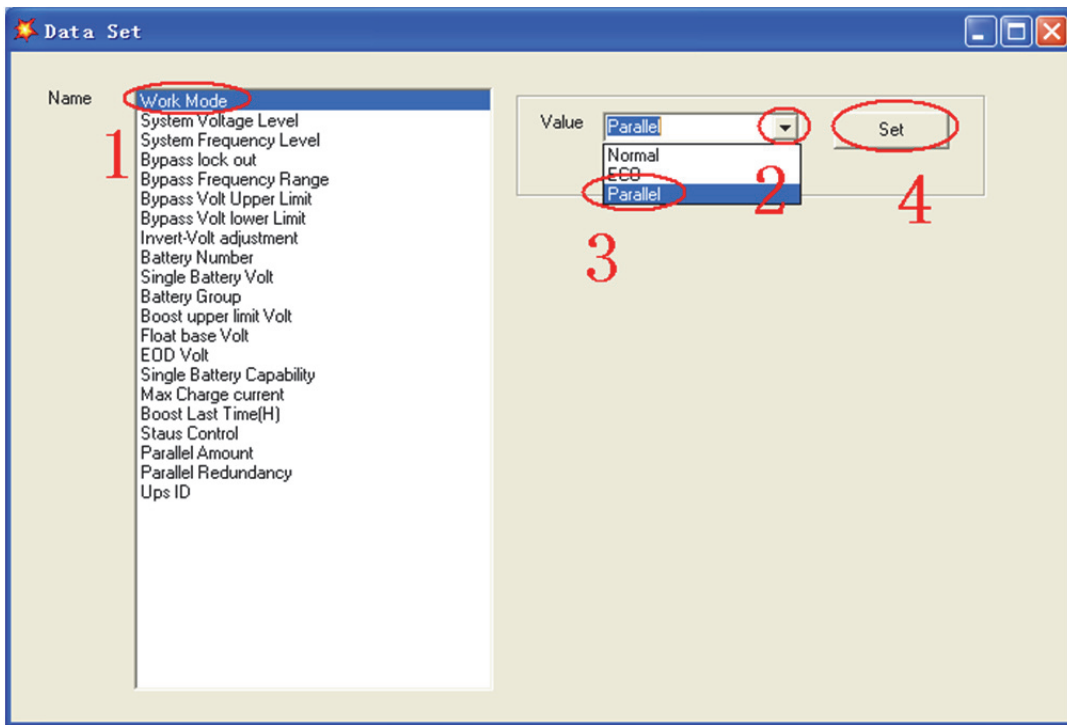 Data Set
Name
Work Mode
System Voltage Level
System Frequency Level
Bypass lock out
Bypass Frequency Range
Bypass Volt Upper Limit
Bypass Volt lower Limit
Invert-Volt adjustment
Battery Number
Single Battery Volt
Battery Group
Boost upper limit Volt
Float base Volt
EOD Volt
Single Battery Capability
Max Charge current
Boost Last Time(H)
Staus Control
Parallel Amount
Parallel Redundancy
Ups ID
1
Value
Parallel
Set
Normal
ECO
Parallel
2
3
4